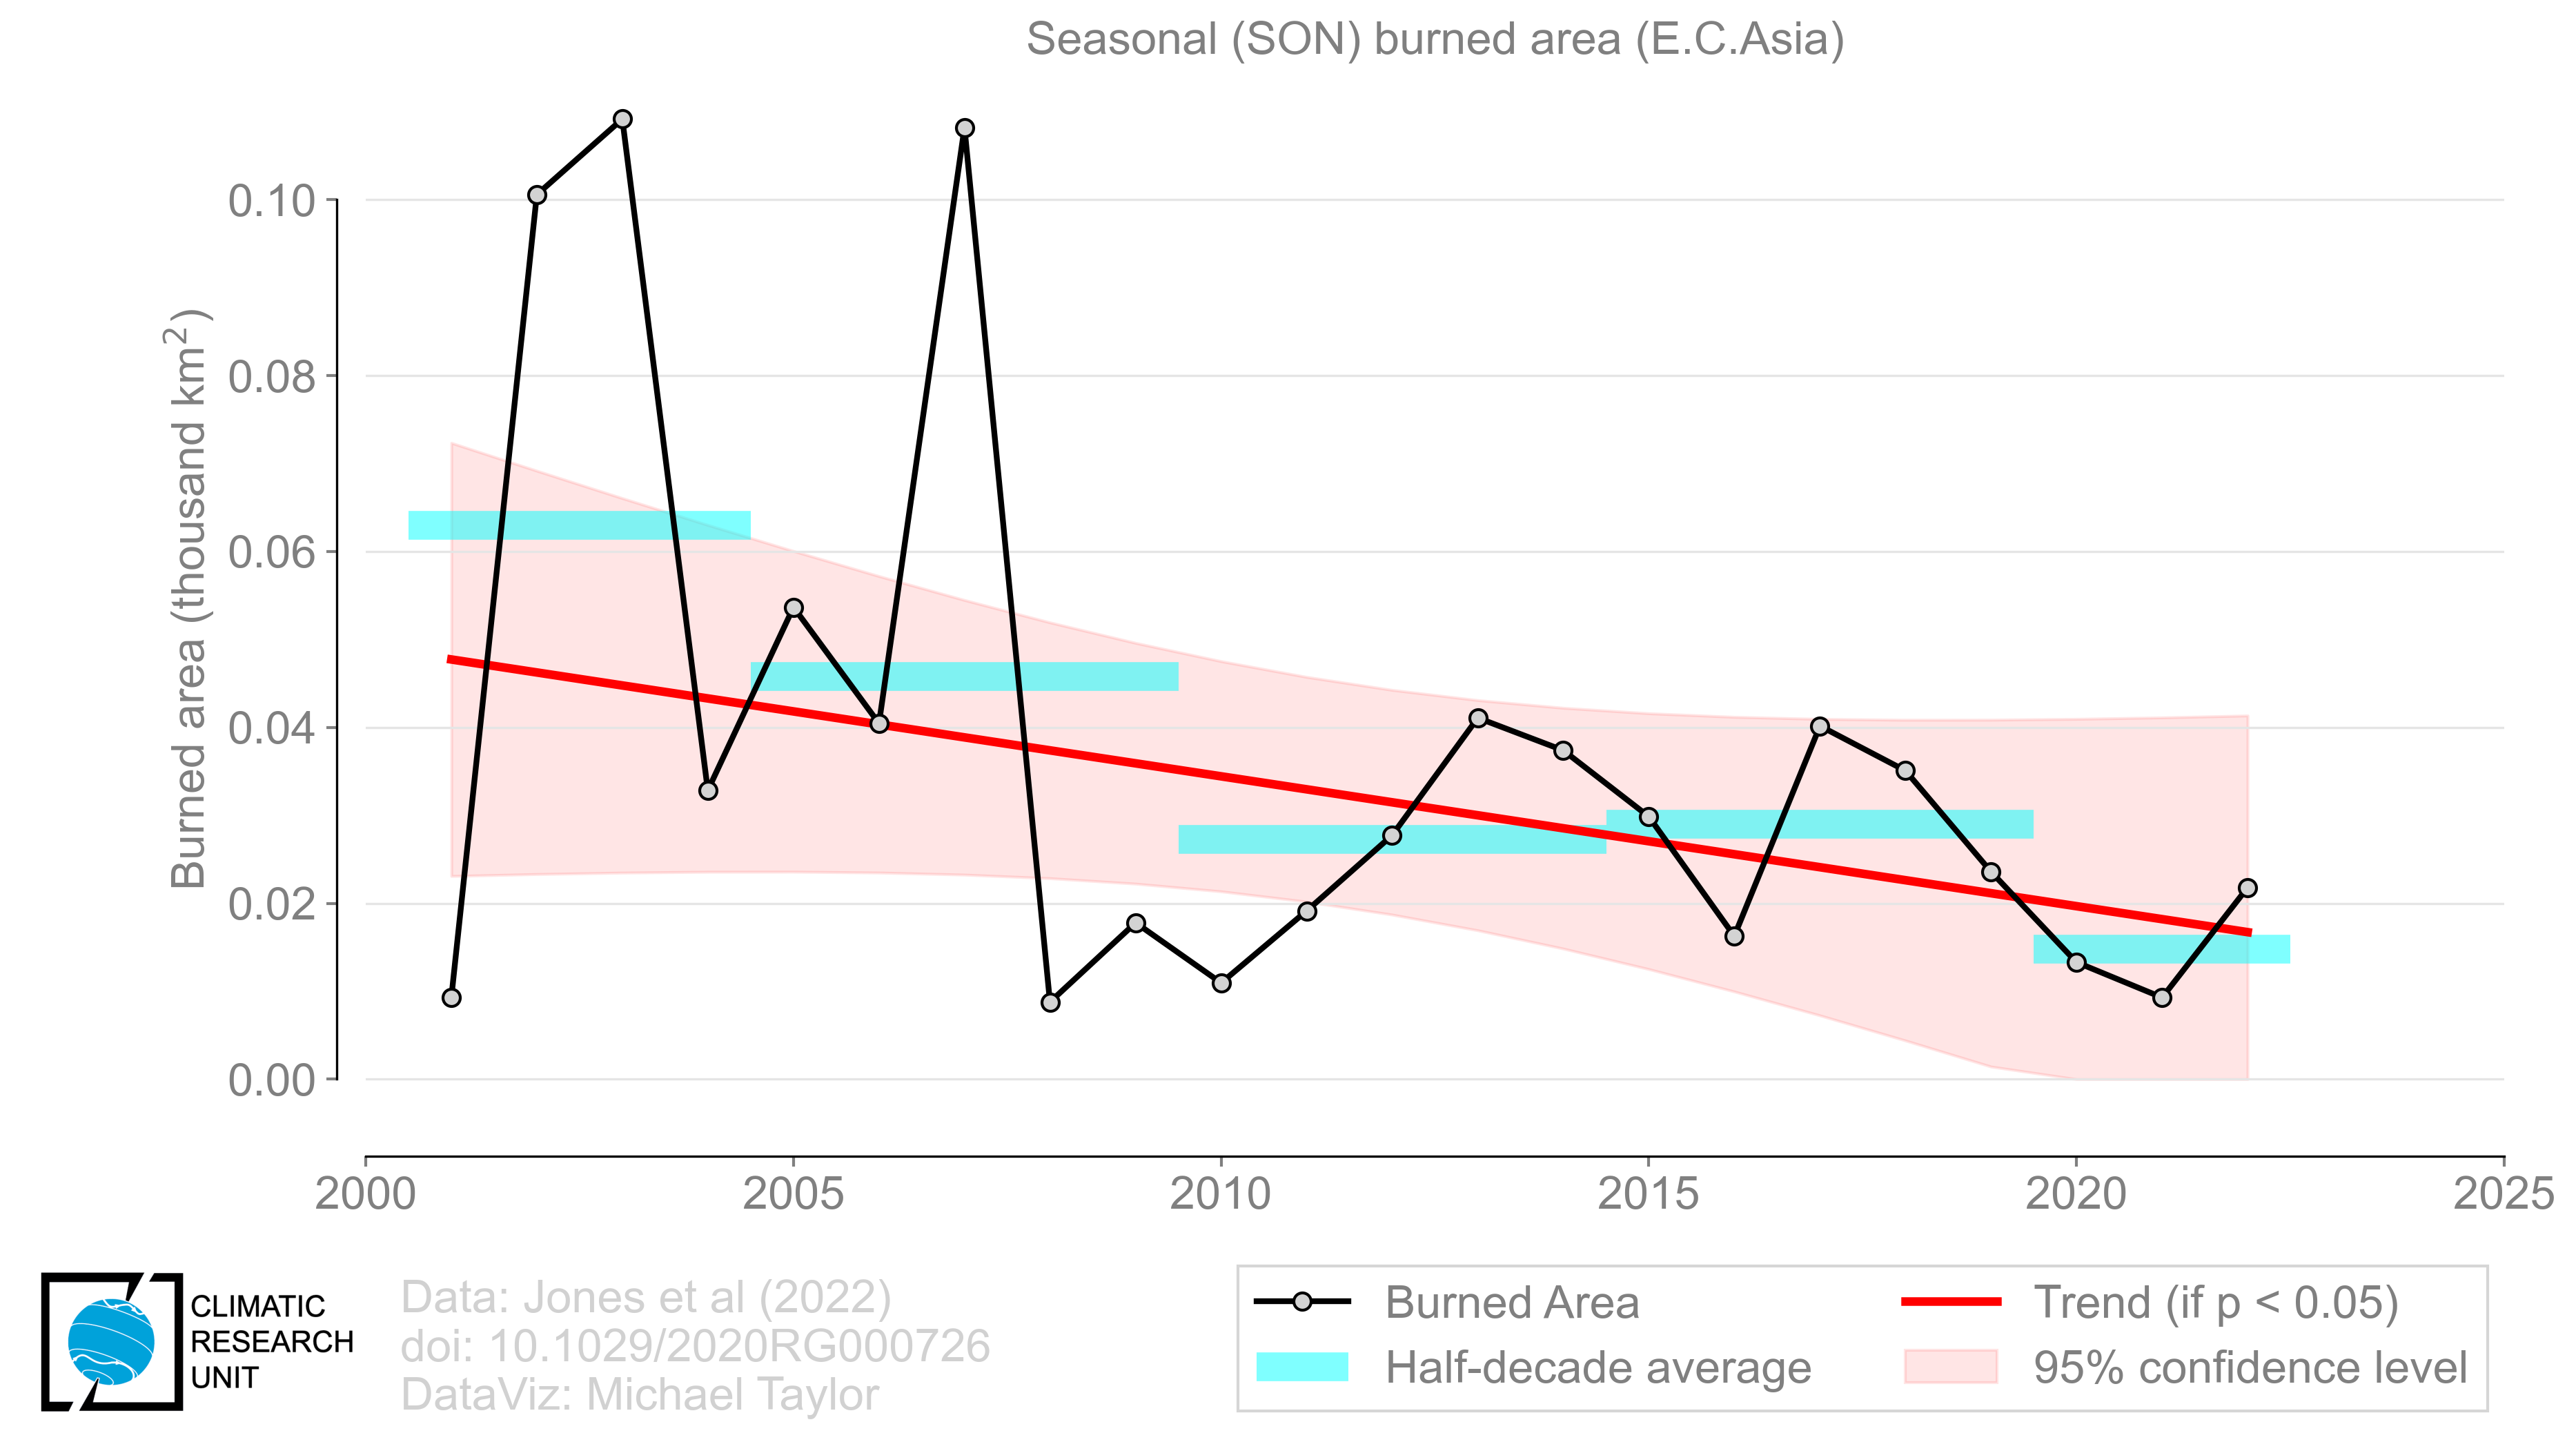 Seasonal (SON) burned area (E.C.Asia)
Burned area (thousand km²)
0.10
0.08
0.06
0.04
0.02
0.00
2000 2005 2010 2015 2020 2025
CLIMATIC
RESEARCH
UNIT
Data: Jones et al (2022)
doi: 10.1029/2020RG000726
DataViz: Michael Taylor
Burned Area
Half-decade average
Trend (if p < 0.05)
95% confidence level